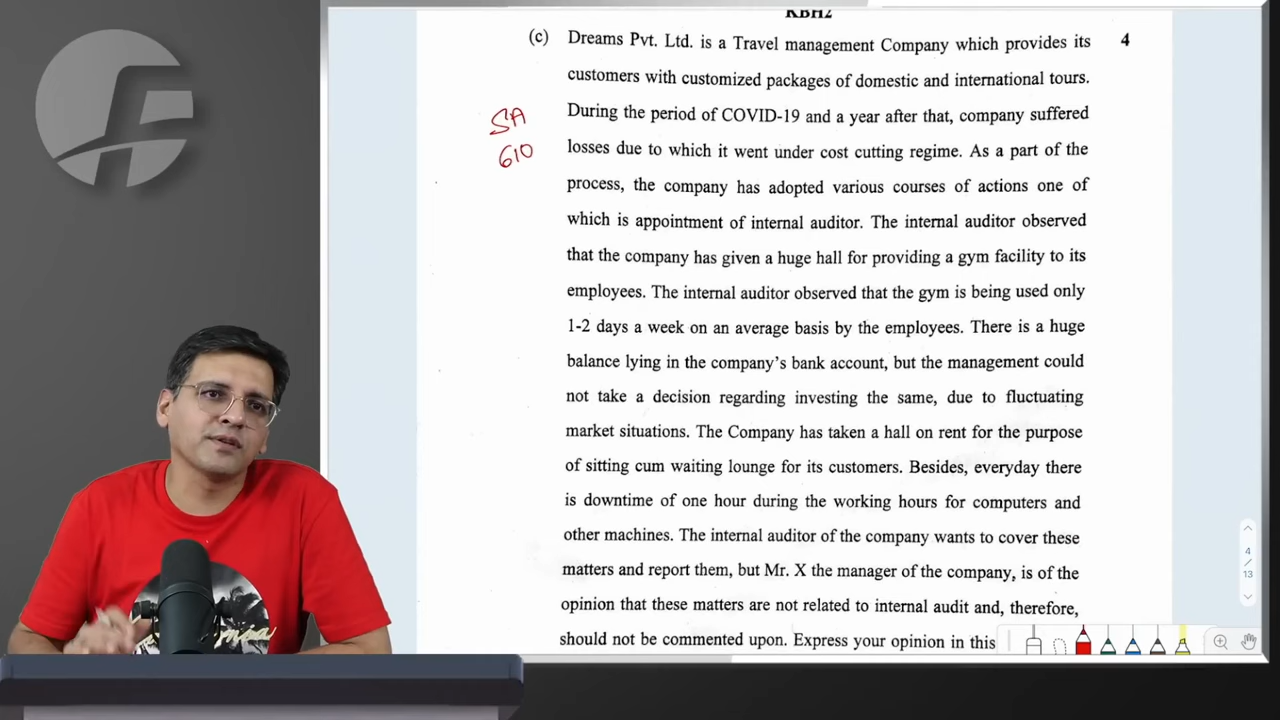 KBH2
(c) Dreams Pvt. Ltd. is a Travel management Company which provides its 4
customers with customized packages of domestic and international tours.
During the period of COVID-19 and a year after that, company suffered
losses due to which it went under cost cutting regime. As a part of the
process, the company has adopted various courses of actions one of
which is appointment of internal auditor. The internal auditor observed
that the company has given a huge hall for providing a gym facility to its
employees. The internal auditor observed that the gym is being used only
1-2 days a week on an average basis by the employees. There is a huge
balance lying in the company's bank account, but the management could
not take a decision regarding investing the same, due to fluctuating
market situations. The Company has taken a hall on rent for the purpose
of sitting cum waiting lounge for its customers. Besides, everyday there
is downtime of one hour during the working hours for computers and
other machines. The internal auditor of the company wants to cover these
matters and report them, but Mr. X the manager of the company, is of the
opinion that these matters are not related to internal audit and, therefore,
should not be commented upon. Express your opinion in this
SA
610
4
/
13